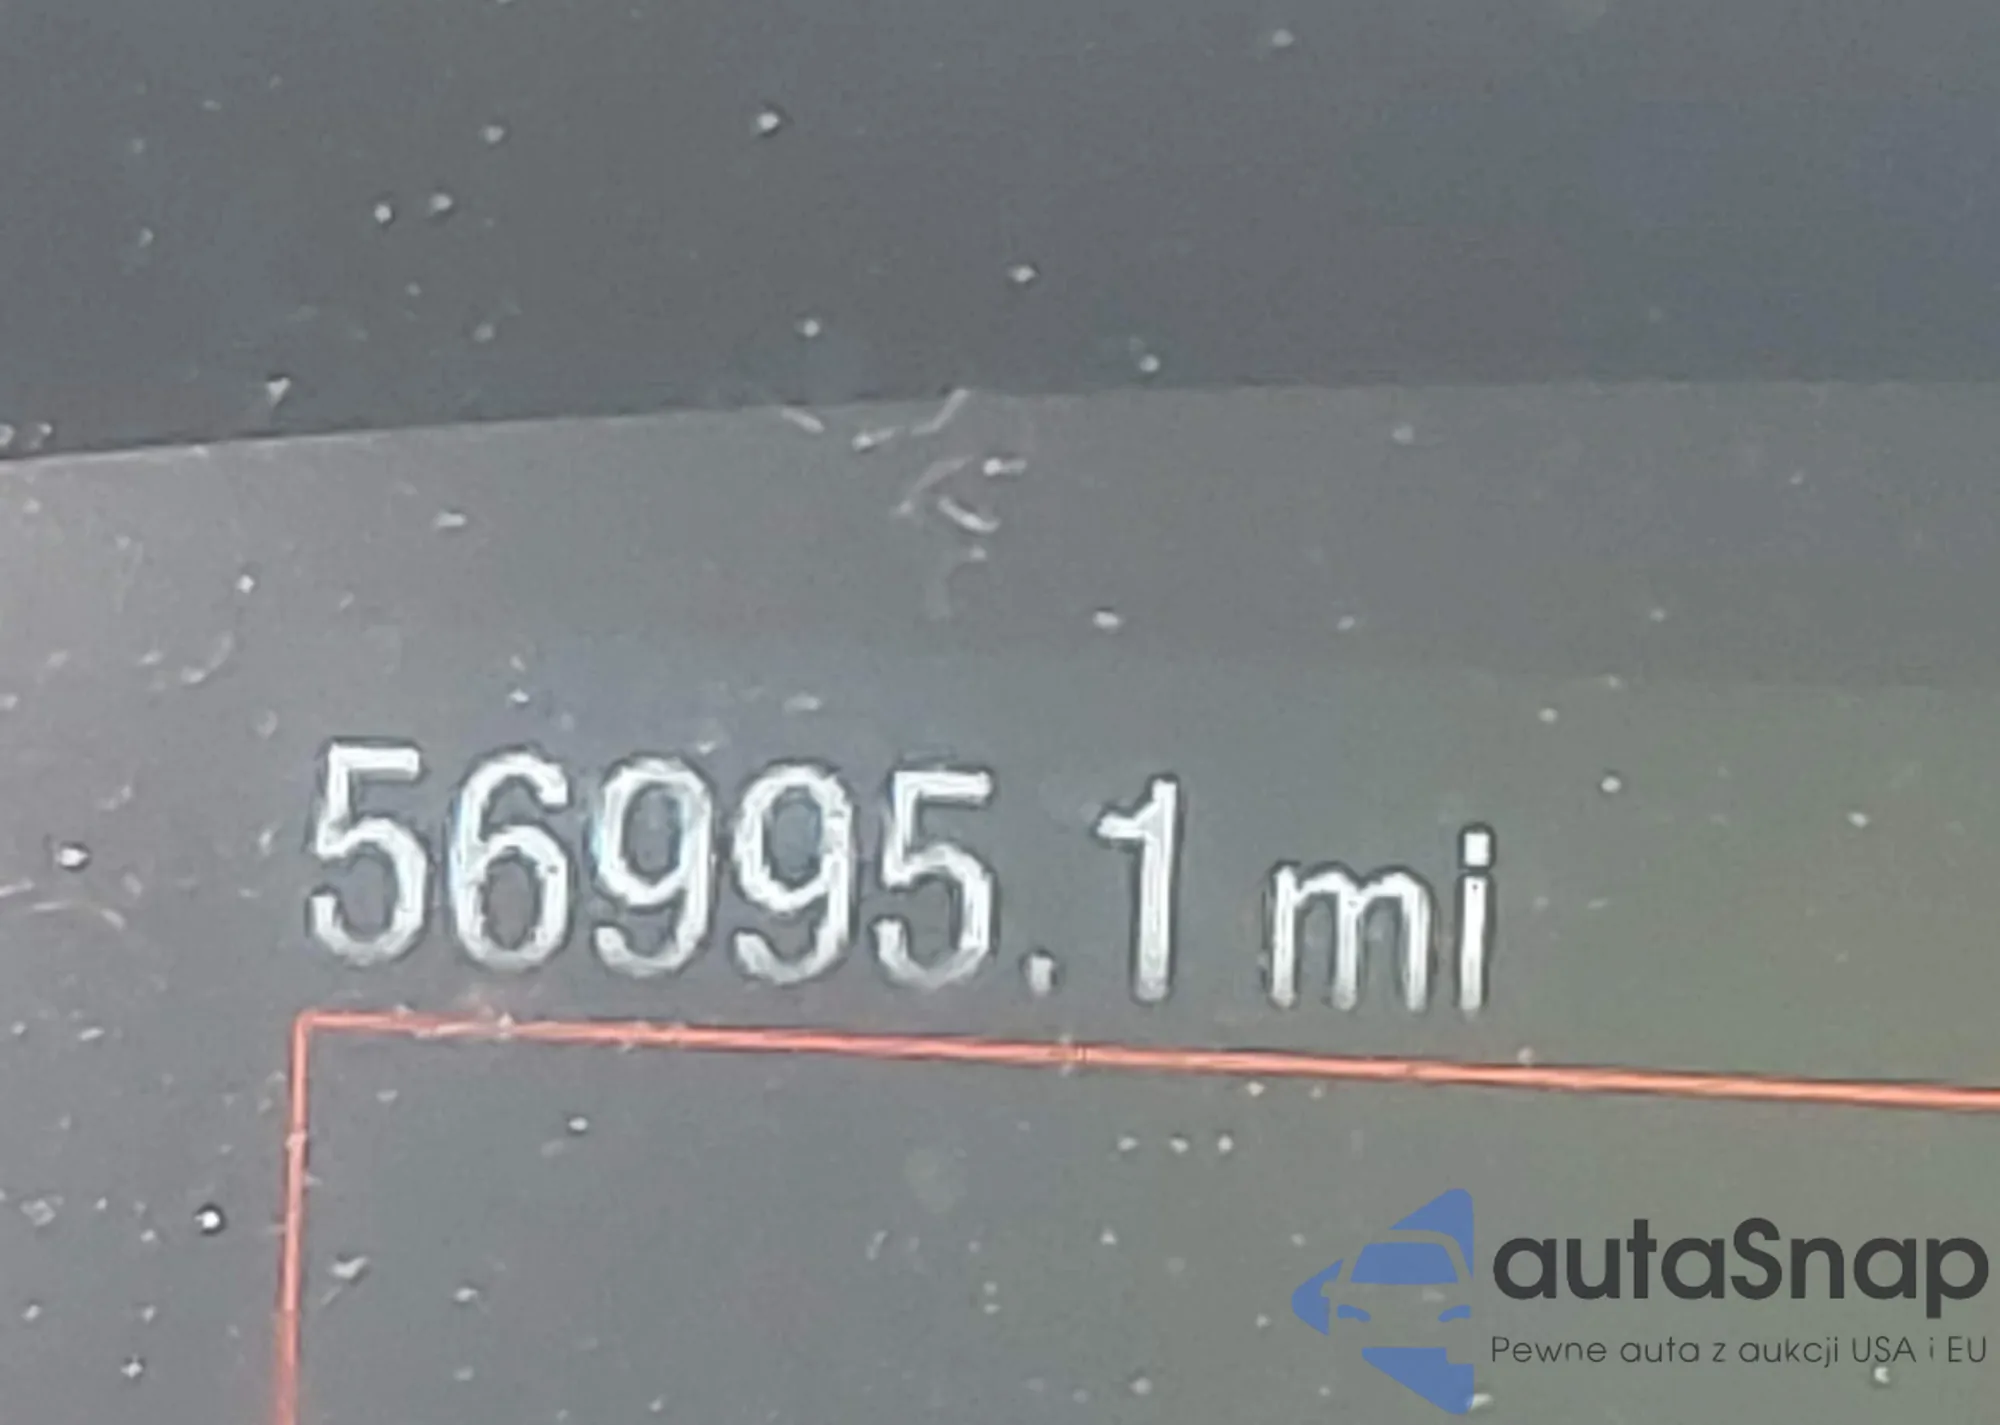 56995.1 mi
autaSnap
Pewne auta z aukcji USA i EU